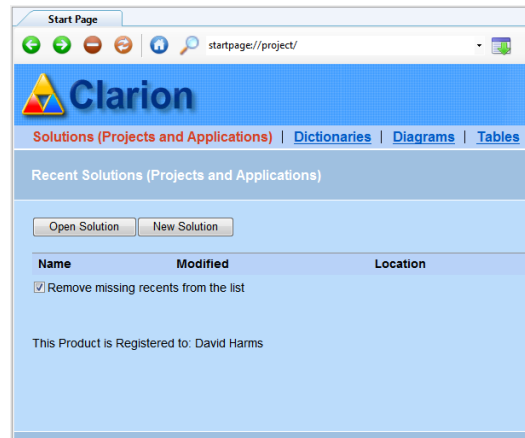 Start Page
startpage://project/
Clarion
Solutions (Projects and Applications) | Dictionaries | Diagrams | Tables
Recent Solutions (Projects and Applications)
Open Solution New Solution
Name Modified Location
Remove missing recents from the list
This Product is Registered to: David Harms